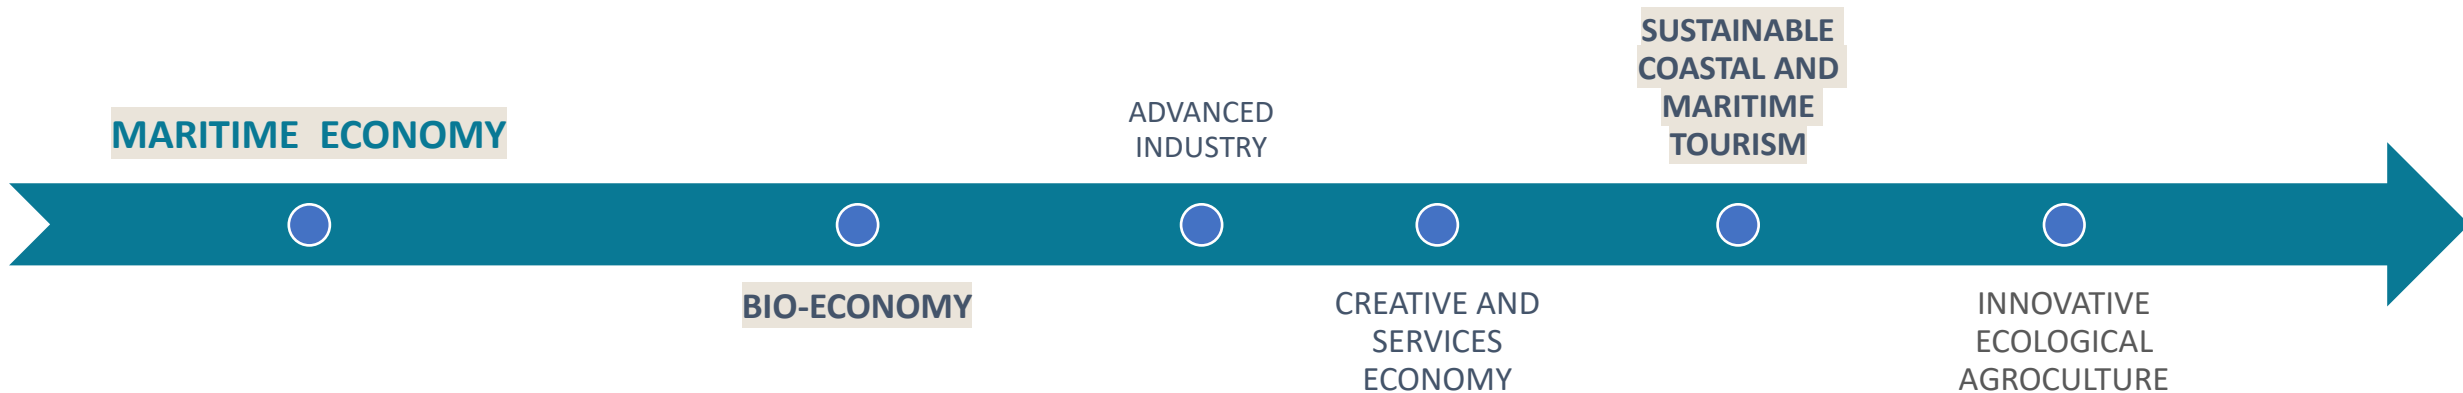 MARITIME ECONOMY
BIO-ECONOMY
ADVANCED
INDUSTRY
CREATIVE AND
SERVICES
ECONOMY
SUSTAINABLE
COASTAL AND
MARITIME
TOURISM
INNOVATIVE
ECOLOGICAL
AGROCULTURE